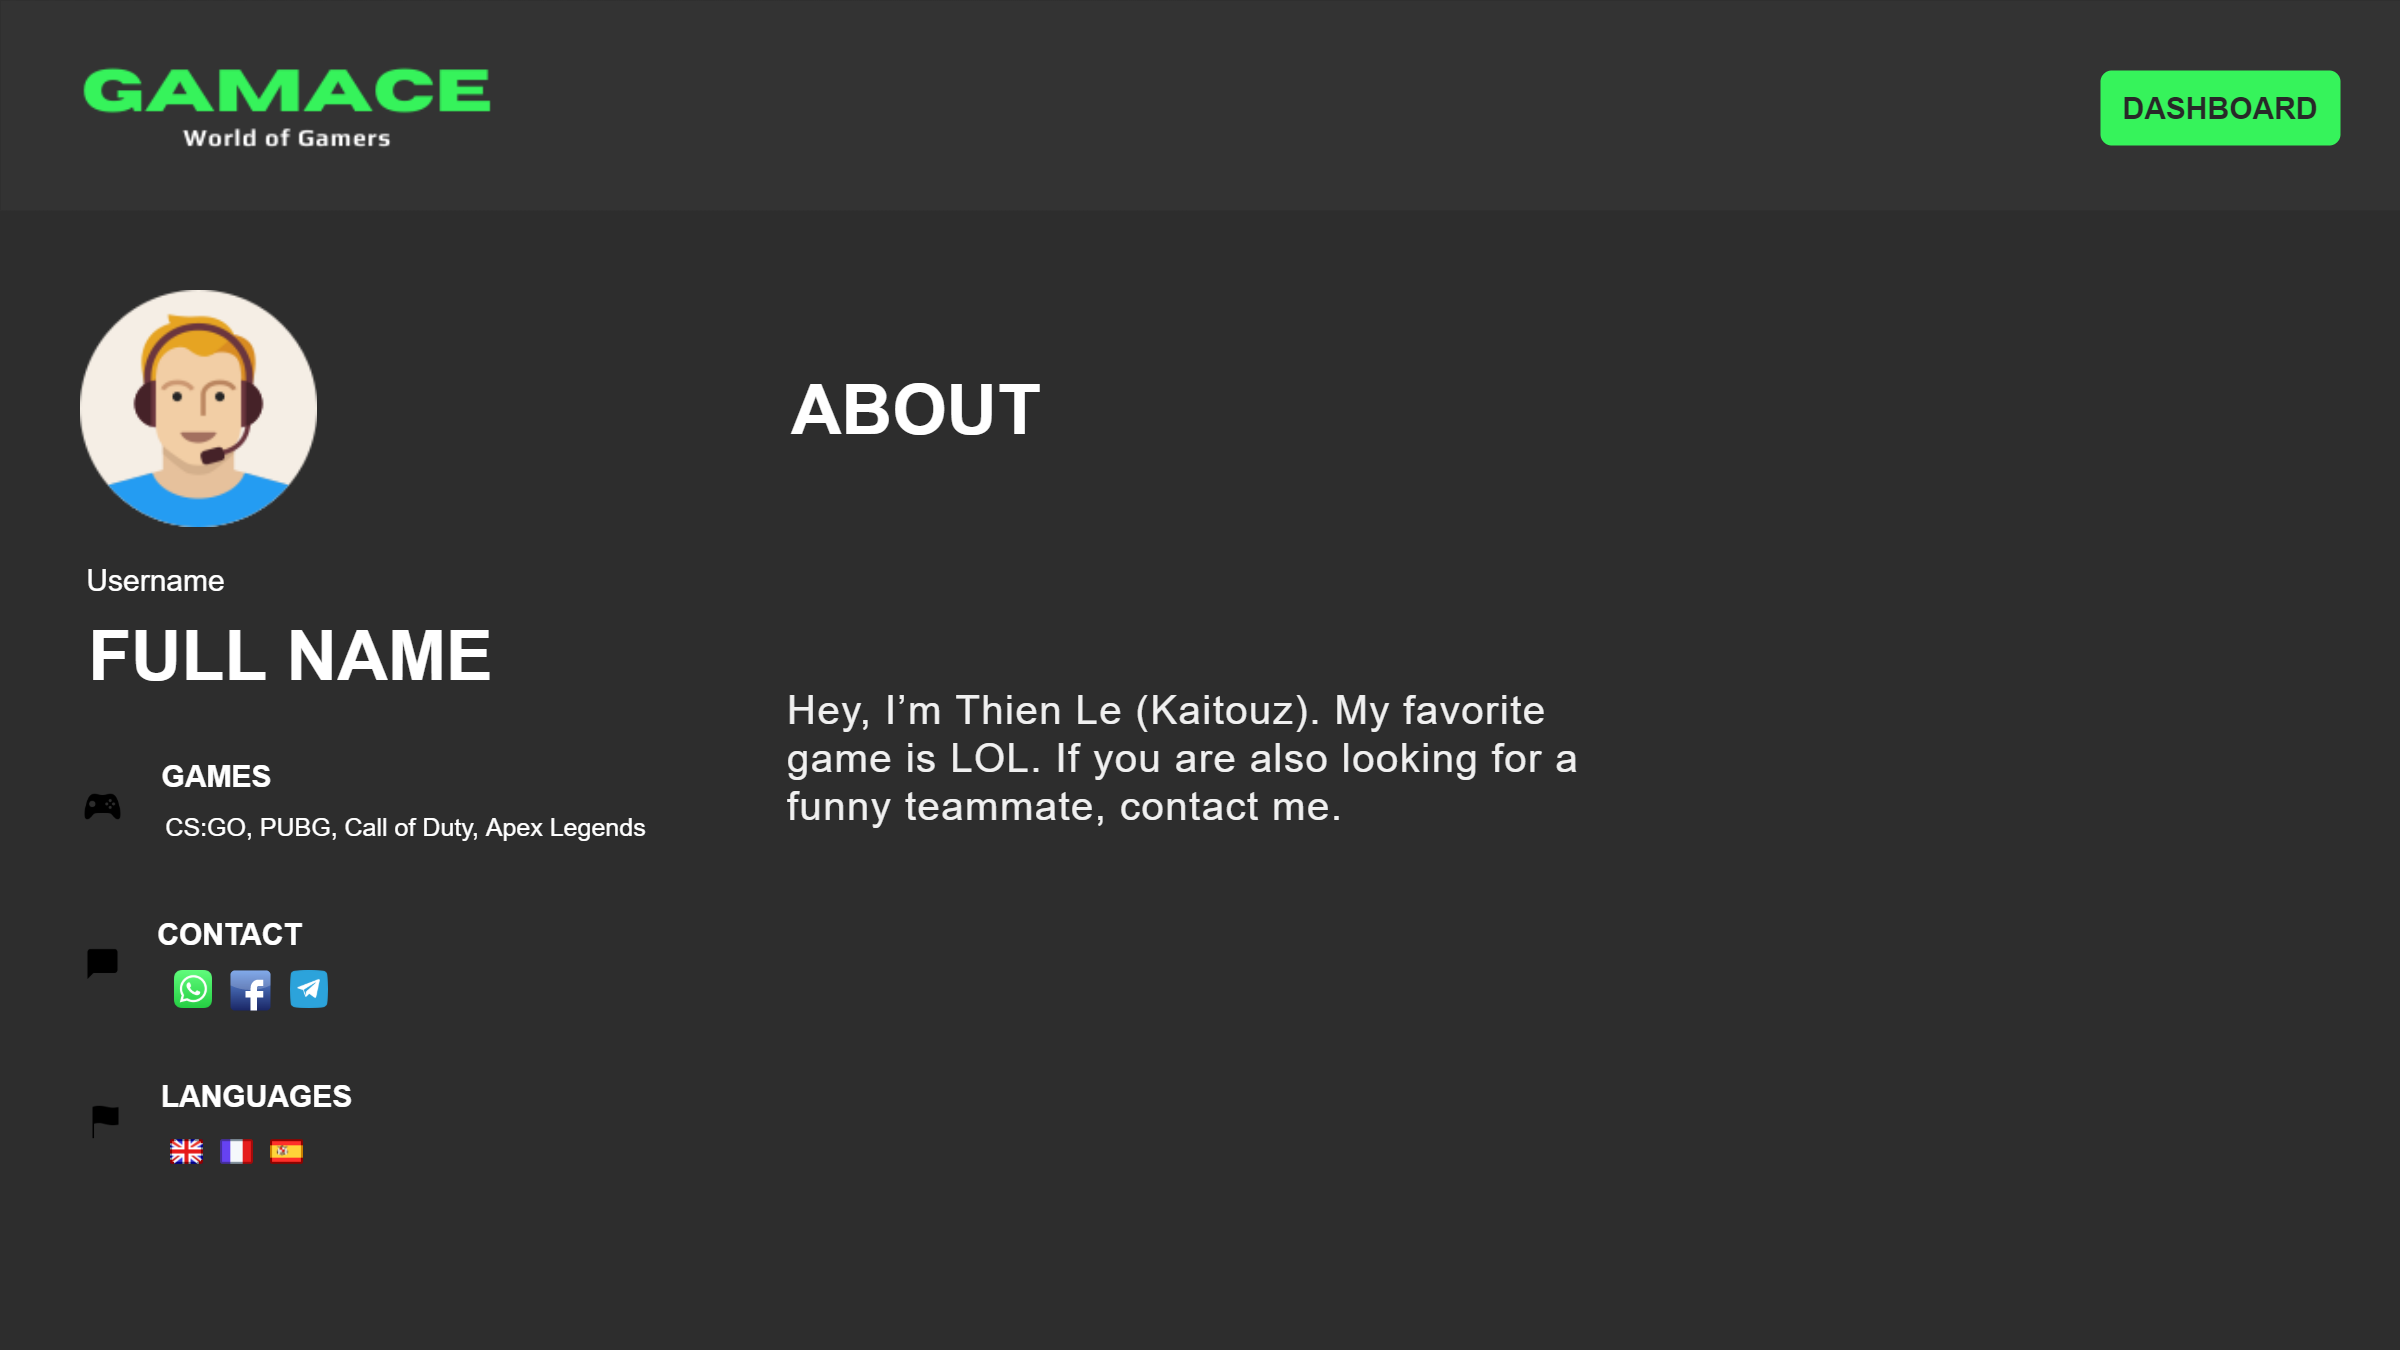 GAMACE
World of Gamers
DASHBOARD
Username
FULL NAME
GAMES
CS:GO, PUBG, Call of Duty, Apex Legends
CONTACT
LANGUAGES
ABOUT
Hey, I’m Thien Le (Kaitouz). My favorite
game is LOL. If you are also looking for a
funny teammate, contact me.